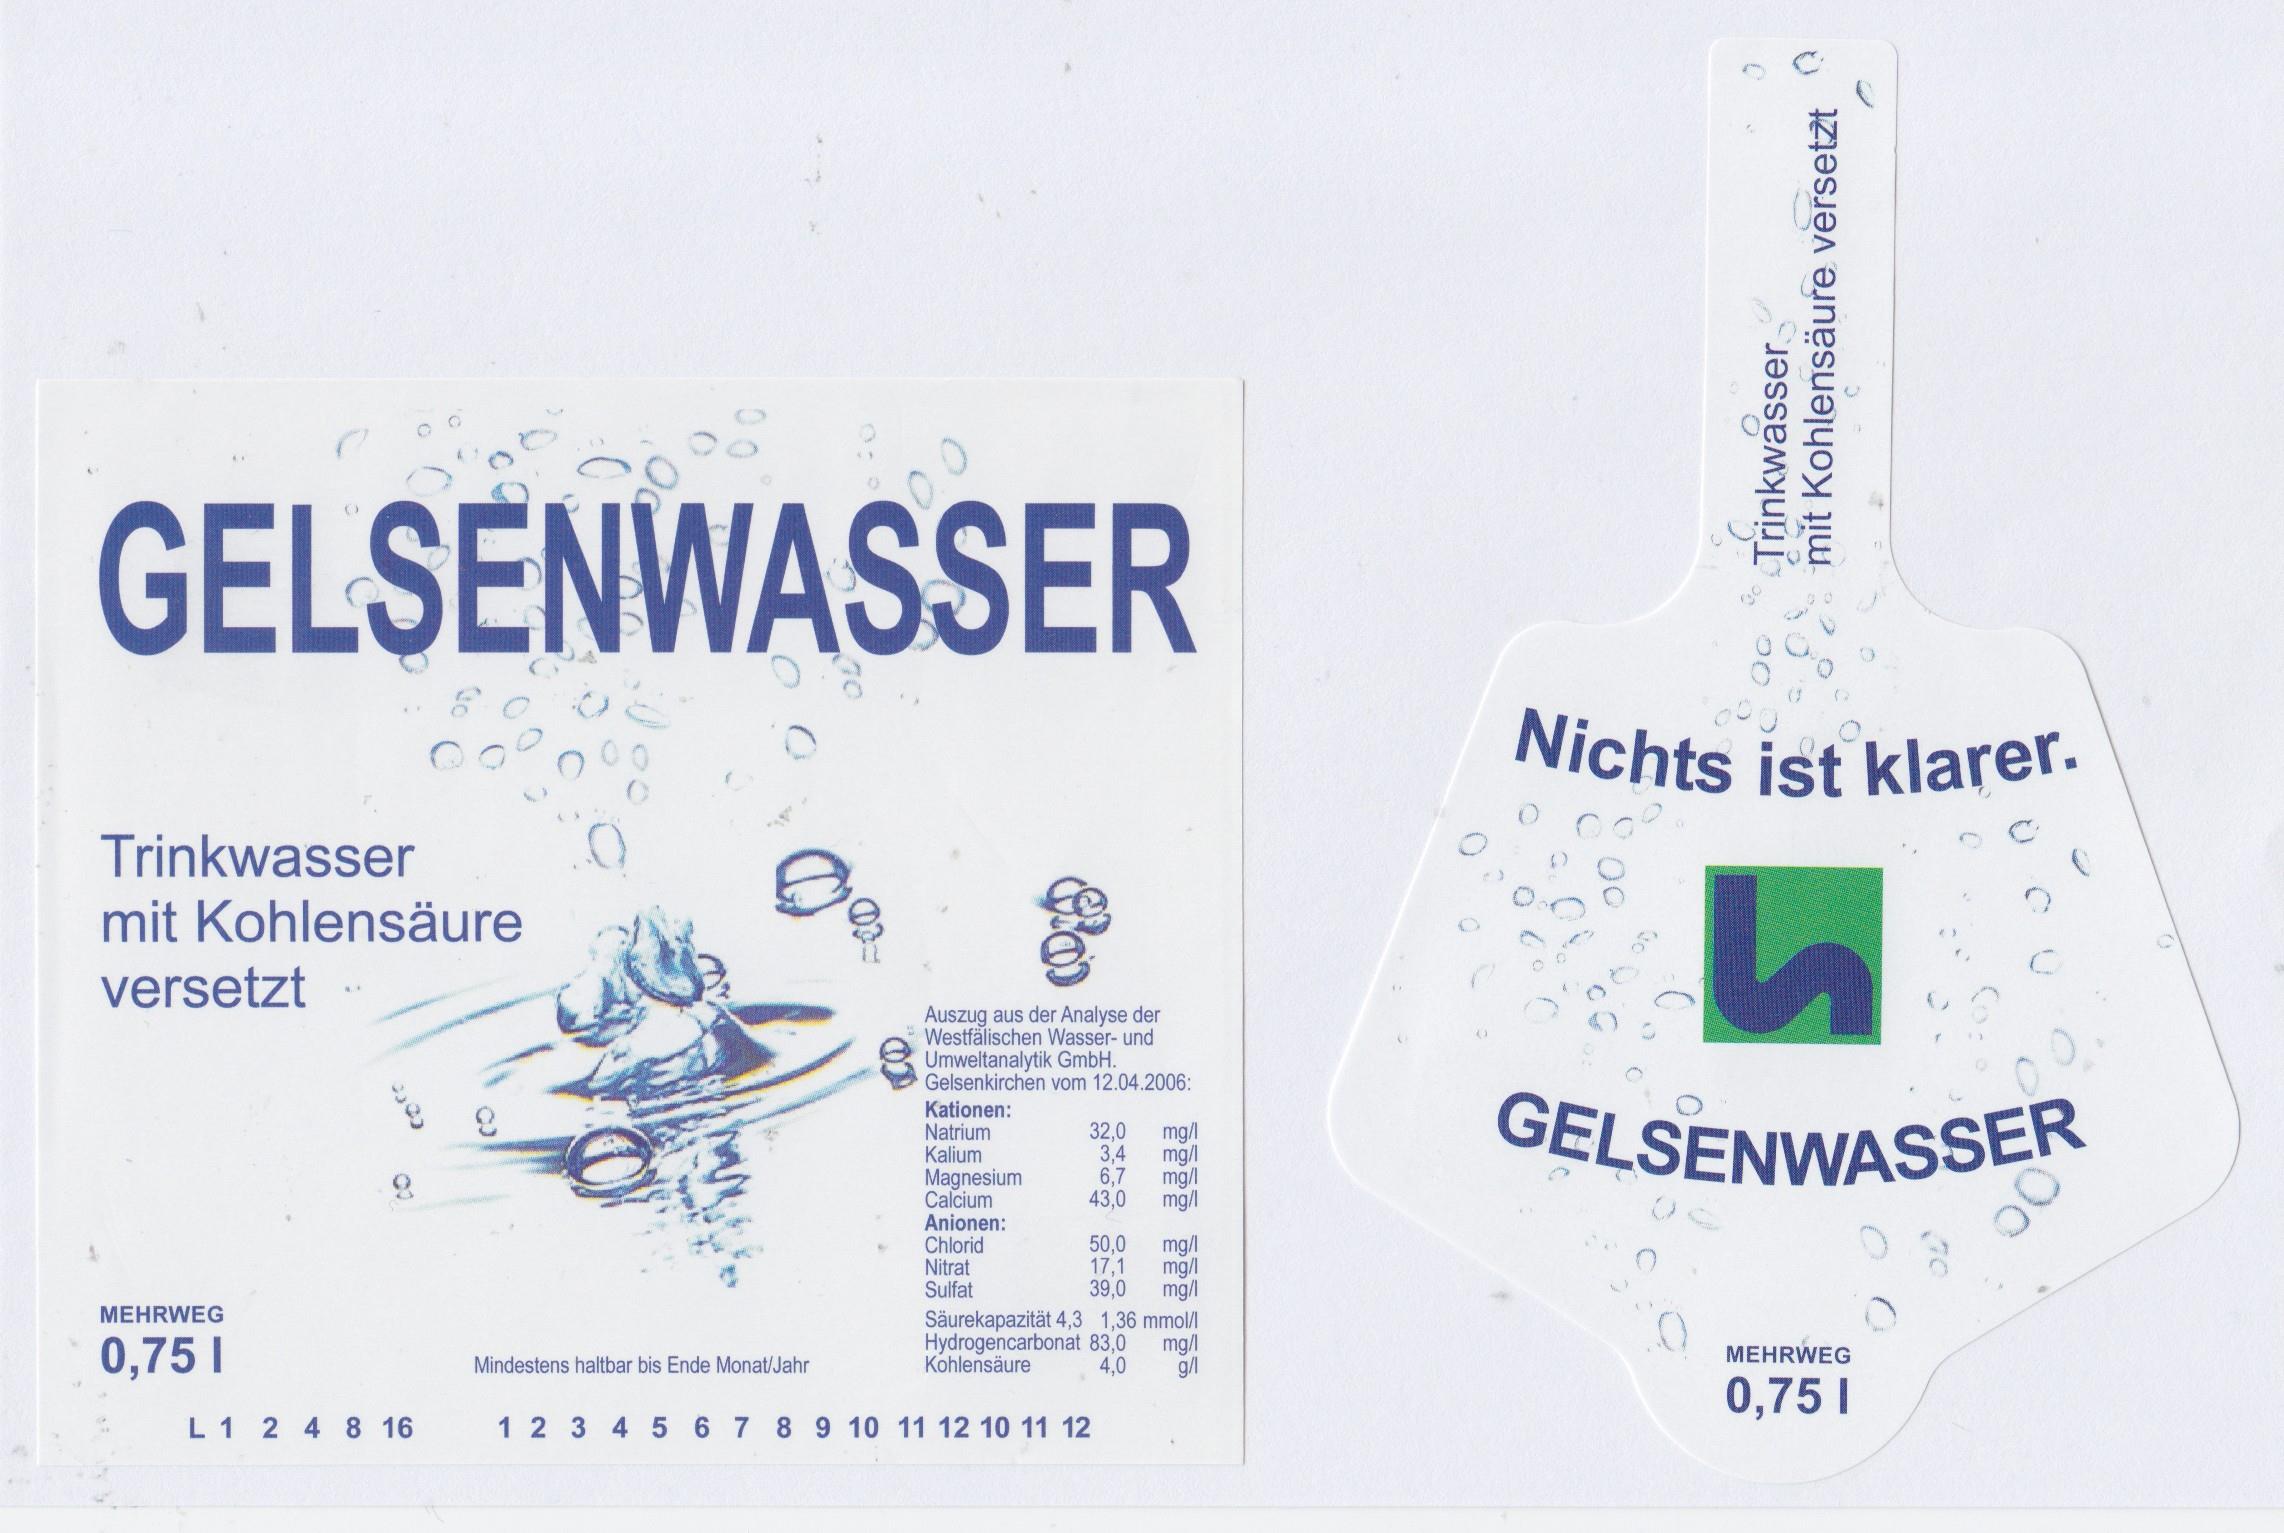 GELSENWASSER
Trinkwasser
mit Kohlensäure
versetzt
Auszug aus der Analyse der
Westfälischen Wasser- und
Umweltanalytik GmbH.
Gelsenkirchen vom 12.04.2006:
Kationen:
Natrium 32,0 mg/l
Kalium 3,4 mg/l
Magnesium 6,7 mg/l
Calcium 43,0 mg/l
Anionen:
Chlorid 50,0 mg/l
Nitrat 17,1 mg/l
Sulfat 39,0 mg/l
Säurekapazität 4,3 1,36 mmol/l
Hydrogencarbonat 83,0 mg/l
Kohlensäure 4,0 g/l
MEHRWEG
0,75 l
Mindestens haltbar bis Ende Monat/Jahr
L 1 2 4 8 16 1 2 3 4 5 6 7 8 9 10 11 12 10 11 12
Trinkwasser
mit Kohlensäure versetzt
Nichts ist klarer.
GELSENWASSER
MEHRWEG
0,75 l